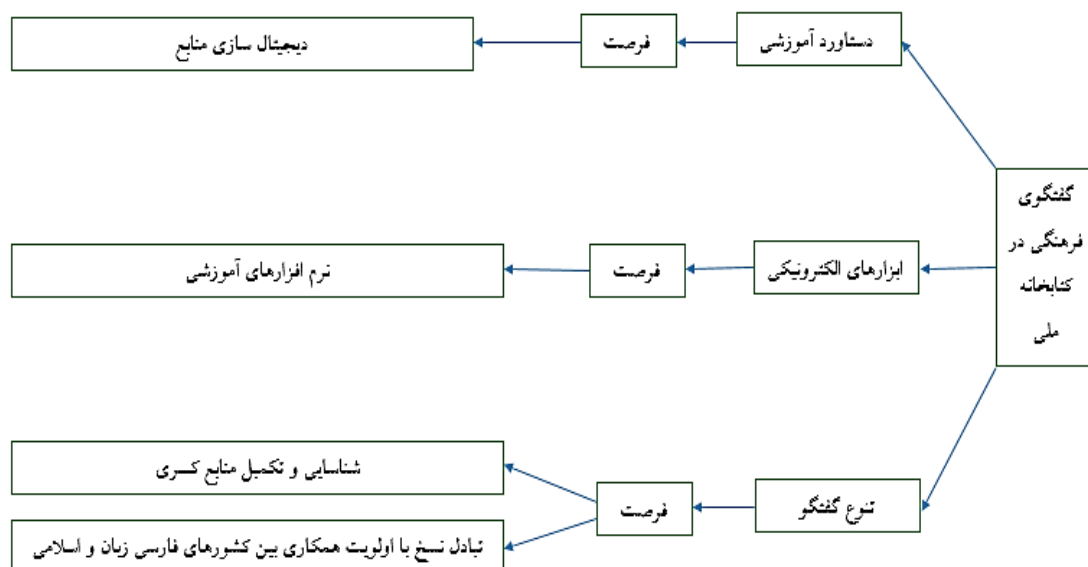 گفتگوی
فرهنگی در
کتابخانه
ملی
دستاورد آموزشی
فرصت
دیجیتال سازی منابع
ابزارهای الکترونیکی
فرصت
نرم افزارهای آموزشی
تنوع گفتگو
فرصت
شناسایی و تکمیل منابع کسری
تبادل نسخ با اولویت همکاری بین کشورهای فارسی زبان و اسلامی